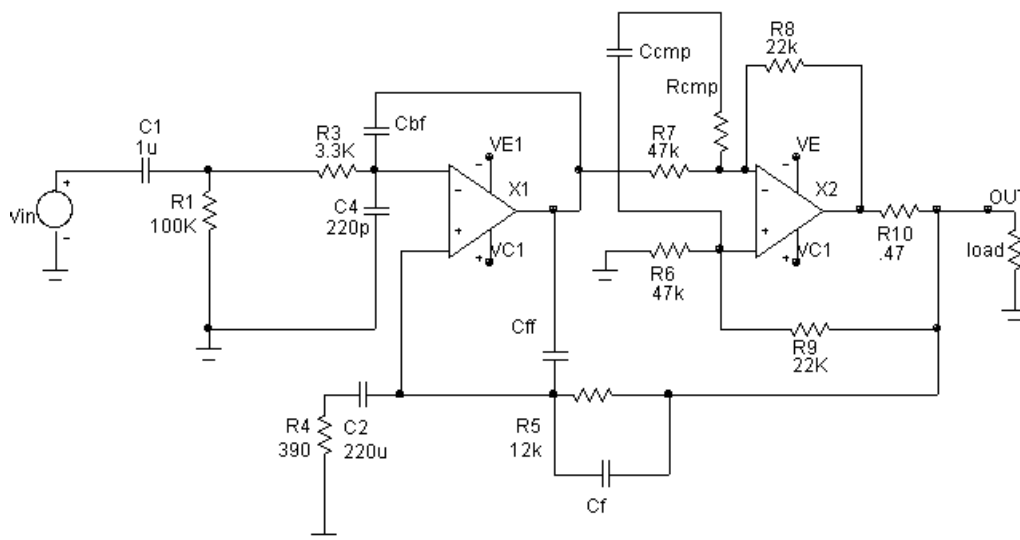 R8
22k
Ccmp
Rcmp
Cbf
C1
1u
R3
3.3K
VE1
R7
47k
VE
-
-
+
Vin
-
R1
100K
C4
220p
-
+
X1
-
+
X2
OUT
+
VC1
+
VC1
R10
.47
load
R6
47k
Cff
R9
22K
R4
390
C2
220u
R5
12k
Cf